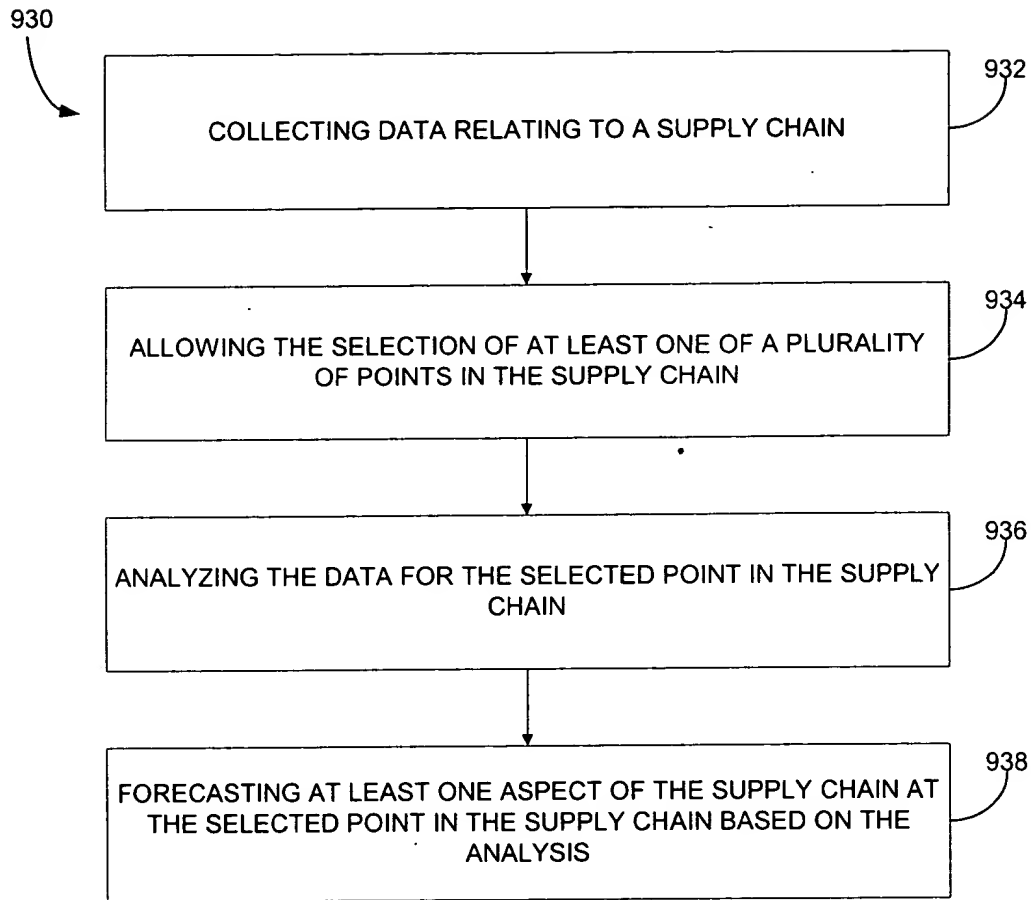 930
932
COLLECTING DATA RELATING TO A SUPPLY CHAIN
934
ALLOWING THE SELECTION OF AT LEAST ONE OF A PLURALITY
OF POINTS IN THE SUPPLY CHAIN
936
ANALYZING THE DATA FOR THE SELECTED POINT IN THE SUPPLY
CHAIN
938
FORECASTING AT LEAST ONE ASPECT OF THE SUPPLY CHAIN AT
THE SELECTED POINT IN THE SUPPLY CHAIN BASED ON THE
ANALYSIS